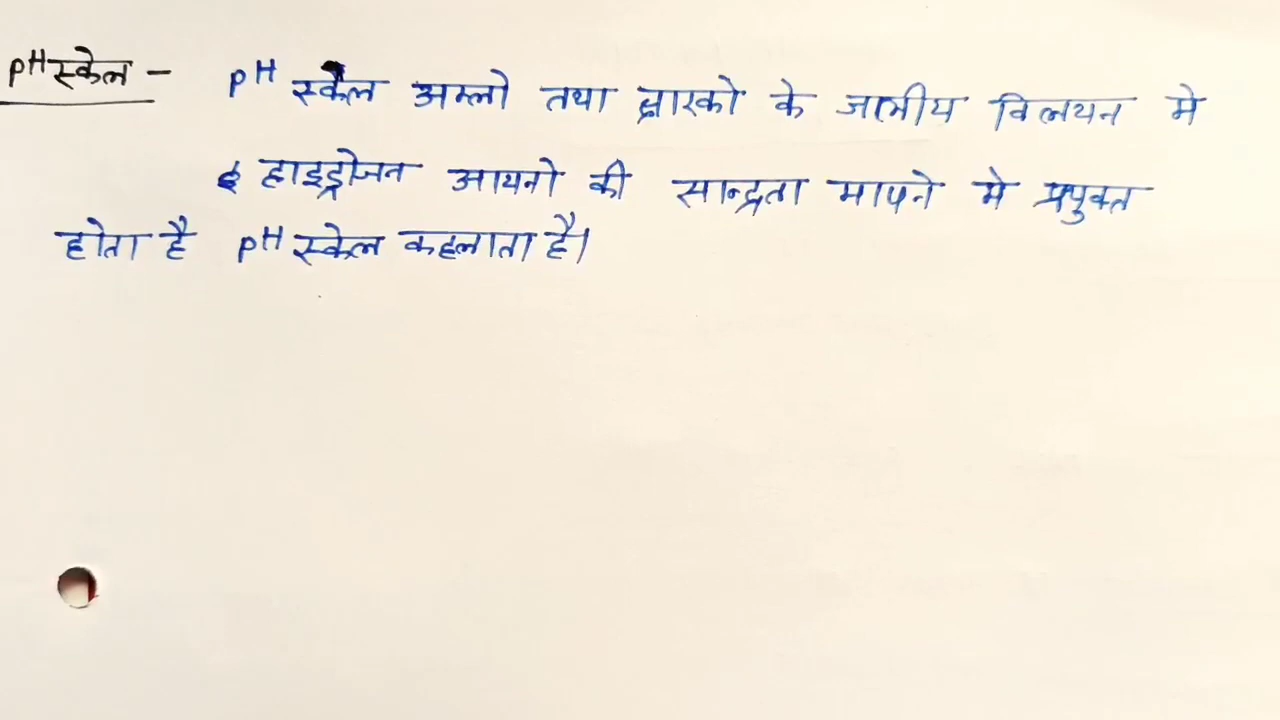 pH स्केल - pH स्केल अम्लो तथा क्षारको के जलीय विलयन मे
हाइड्रोजन आयनो की सान्द्रता मापने मे प्रयुक्त
होता है pH स्केल कहलाता है।